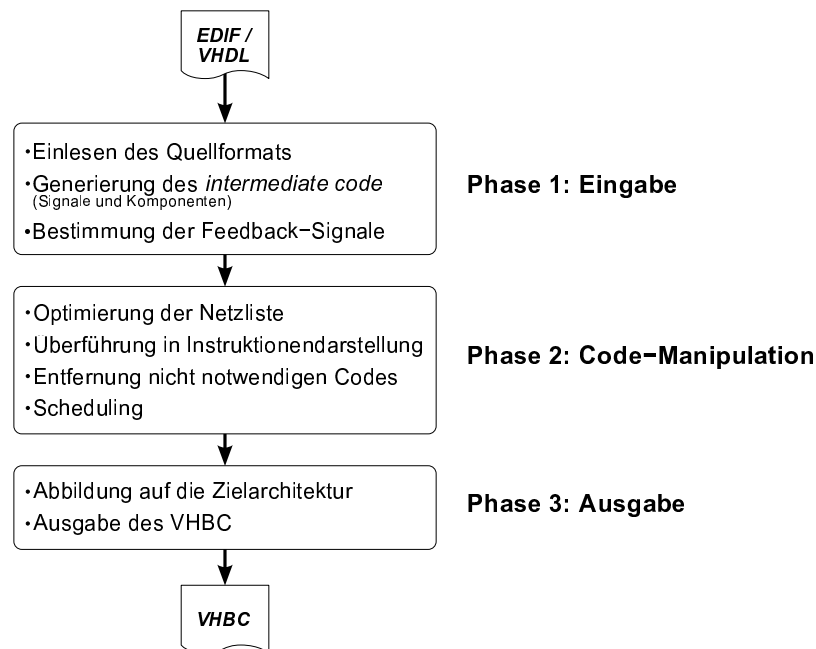 EDIF /
VHDL
·Einlesen des Quellformats
·Generierung des intermediate code
(Signale und Komponenten)
·Bestimmung der Feedback−Signale
Phase 1: Eingabe
·Optimierung der Netzliste
·Überführung in Instruktionendarstellung
·Entfernung nicht notwendigen Codes
·Scheduling
Phase 2: Code−Manipulation
·Abbildung auf die Zielarchitektur
·Ausgabe des VHBC
Phase 3: Ausgabe
VHBC